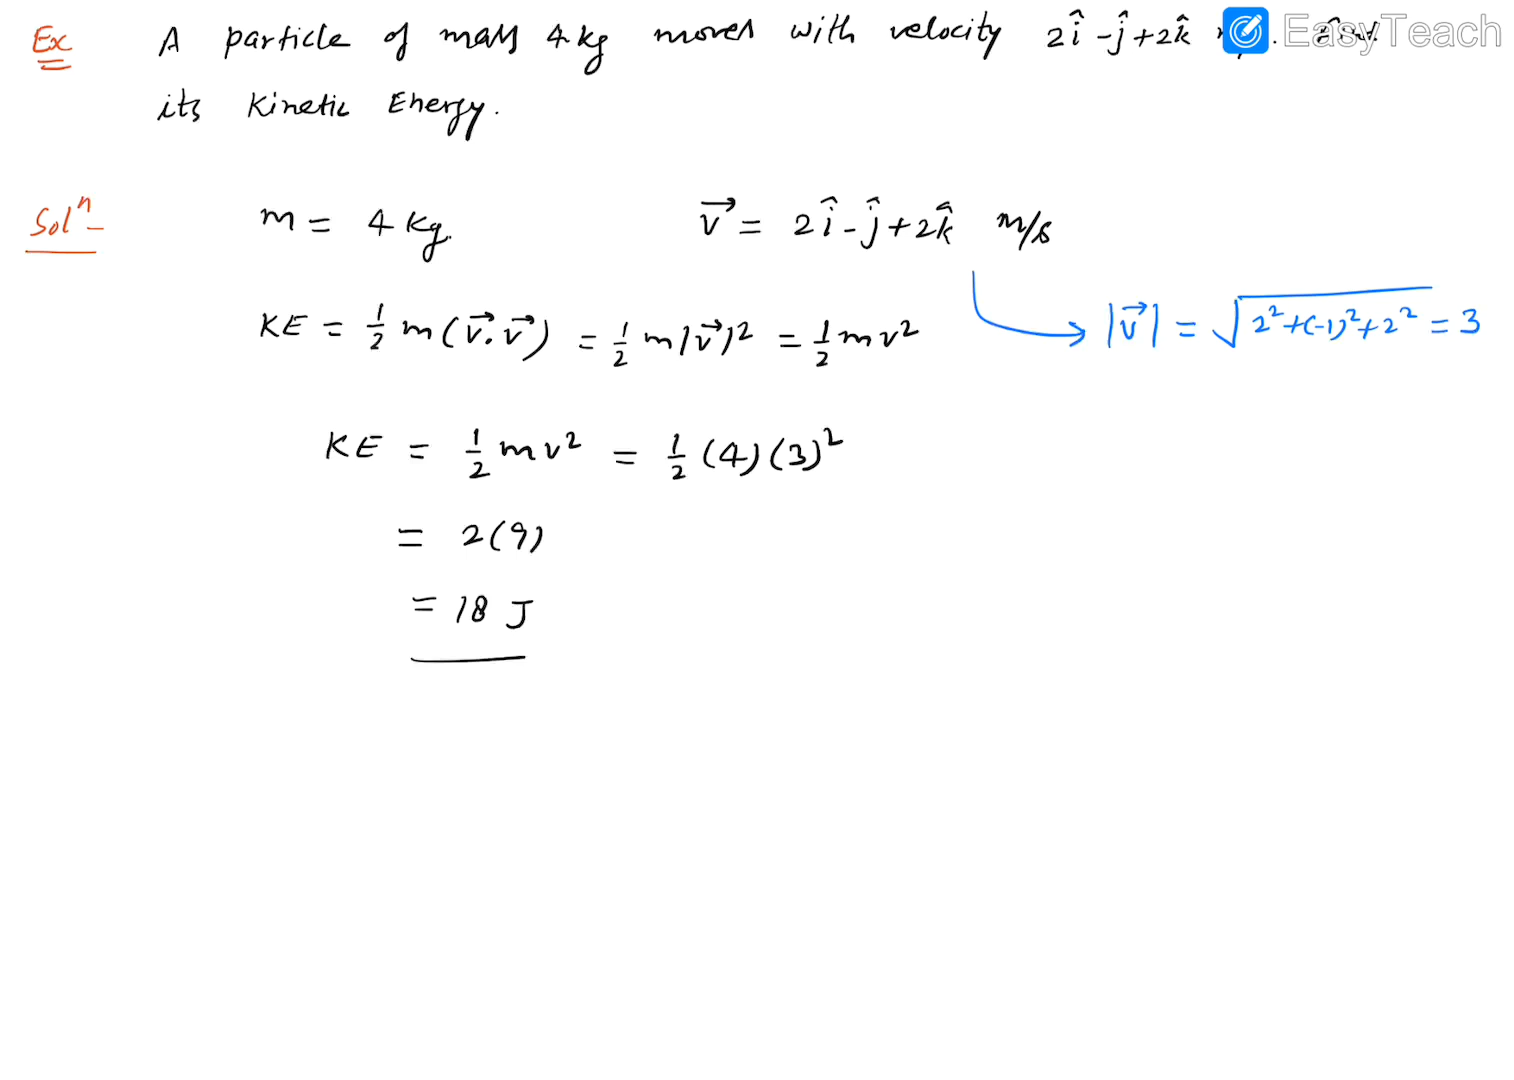 Ex A particle of mass 4 kg moves with velocity 2î - ĵ + 2k̂
EasyTeach
its Kinetic Energy.
Solⁿ- m = 4 kg. v⃗ = 2î - ĵ + 2k̂ m/s
KE = 1/2 m(v⃗.v⃗) = 1/2 m|v⃗|² = 1/2 mv²
|v⃗| = √(2²+(-1)²+2²) = 3
KE = 1/2 mv² = 1/2 (4)(3)²
= 2(9)
= 18 J